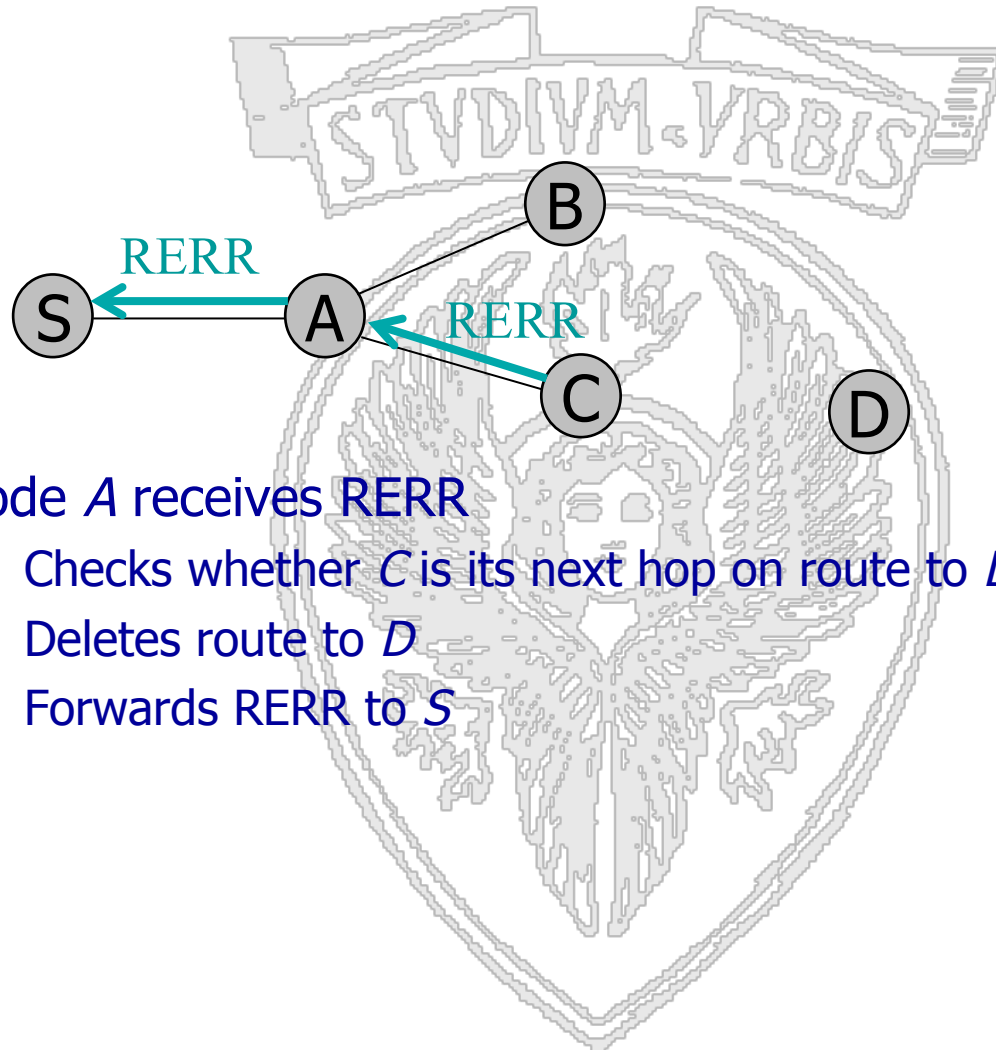 STVDIVM VRBIS
B
RERR
S
A
RERR
C
D
ode A receives RERR
Checks whether C is its next hop on route to
Deletes route to D
Forwards RERR to S